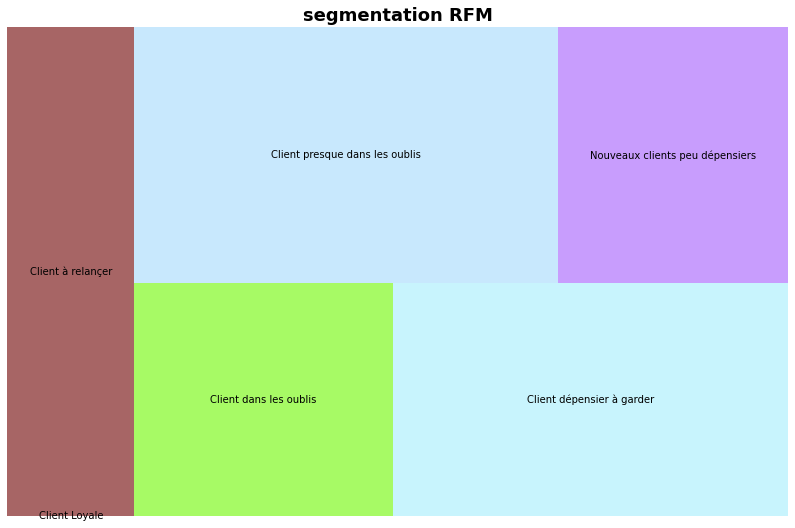 segmentation RFM
Client presque dans les oublis
Nouveaux clients peu dépensiers
Client à relançer
Client dans les oublis
Client dépensier à garder
Client Loyale